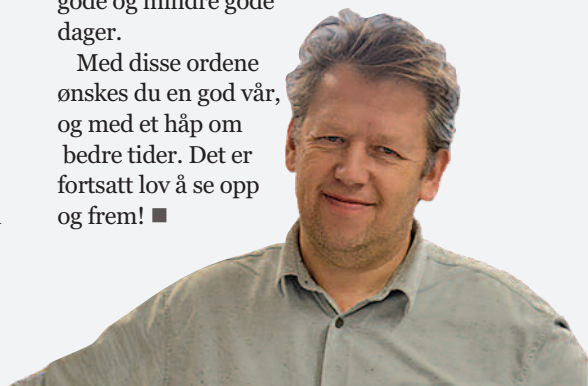 gode og mindre gode
dager.
Med disse ordene
ønskes du en god vår,
og med et håp om
bedre tider. Det er
fortsatt lov å se opp
og frem! ■